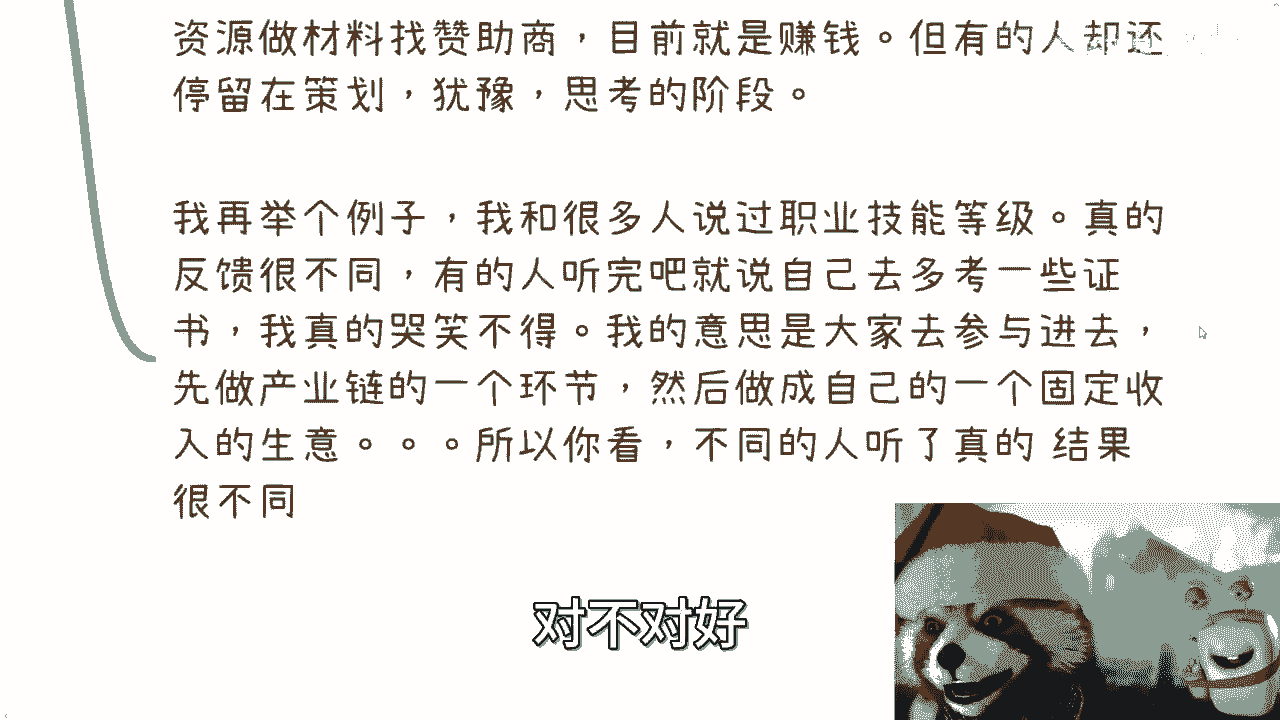 资源做材料找赞助商，目前就是赚钱。但有的人却还
停留在策划，犹豫，思考的阶段。
我再举个例子，我和很多人说过职业技能等级。真的
反馈很不同，有的人听完吧就说自己去多考一些证
书，我真的哭笑不得。我的意思是大家去参与进去，
先做产业链的一个环节，然后做成自己的一个固定收
入的生意。。。所以你看，不同的人听了真的 结果
很不同
对不对好